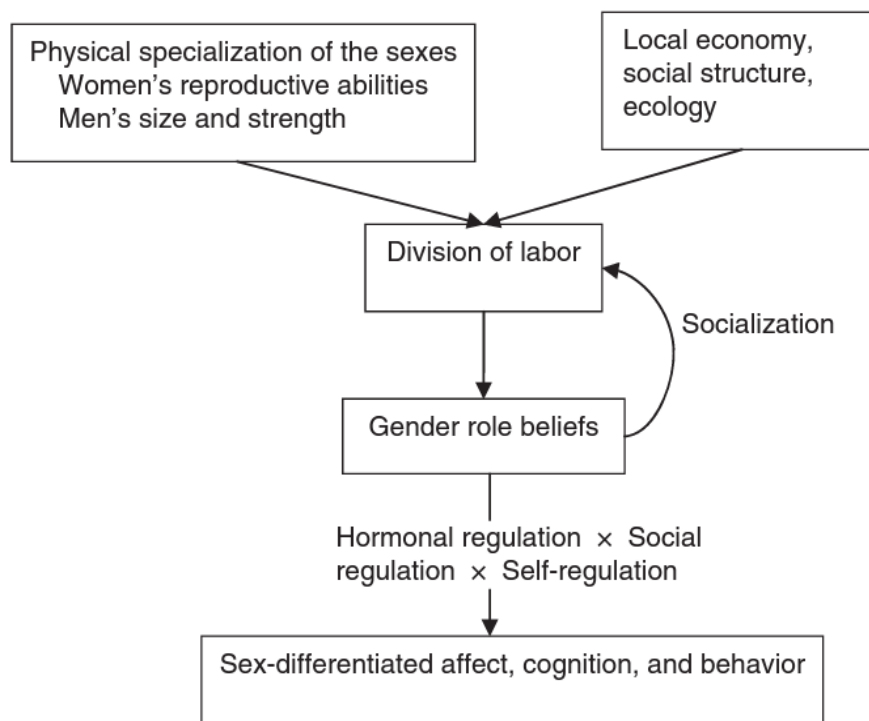 Physical specialization of the sexes
Women’s reproductive abilities
Men’s size and strength
Local economy,
social structure,
ecology
Division of labor
Socialization
Gender role beliefs
Hormonal regulation × Social
regulation × Self-regulation
Sex-differentiated affect, cognition, and behavior